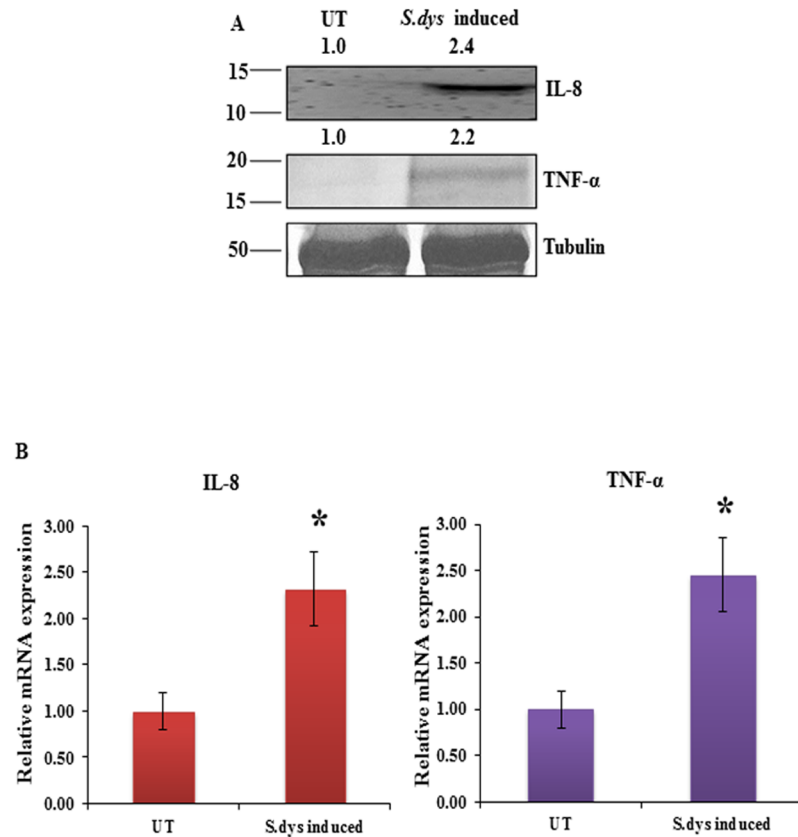 A UT S.dys induced
1.0 2.4
15
10
IL-8
1.0 2.2
20
15
TNF-α
50
Tubulin
B
IL-8
*
Relative mRNA expression
3.00
2.50
2.00
1.50
1.00
0.50
0.00
UT S.dys induced
TNF-α
*
Relative mRNA expression
3.00
2.50
2.00
1.50
1.00
0.50
0.00
UT S.dys induced